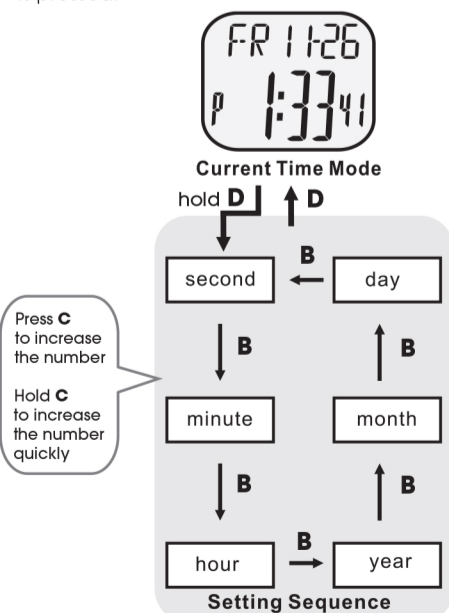 FR 11-26
P 1:33 41
Current Time Mode
hold D
D
second
B
day
B
B
Press C
to increase
the number
Hold C
to increase
the number
quickly
minute
month
B
B
hour
B
year
Setting Sequence